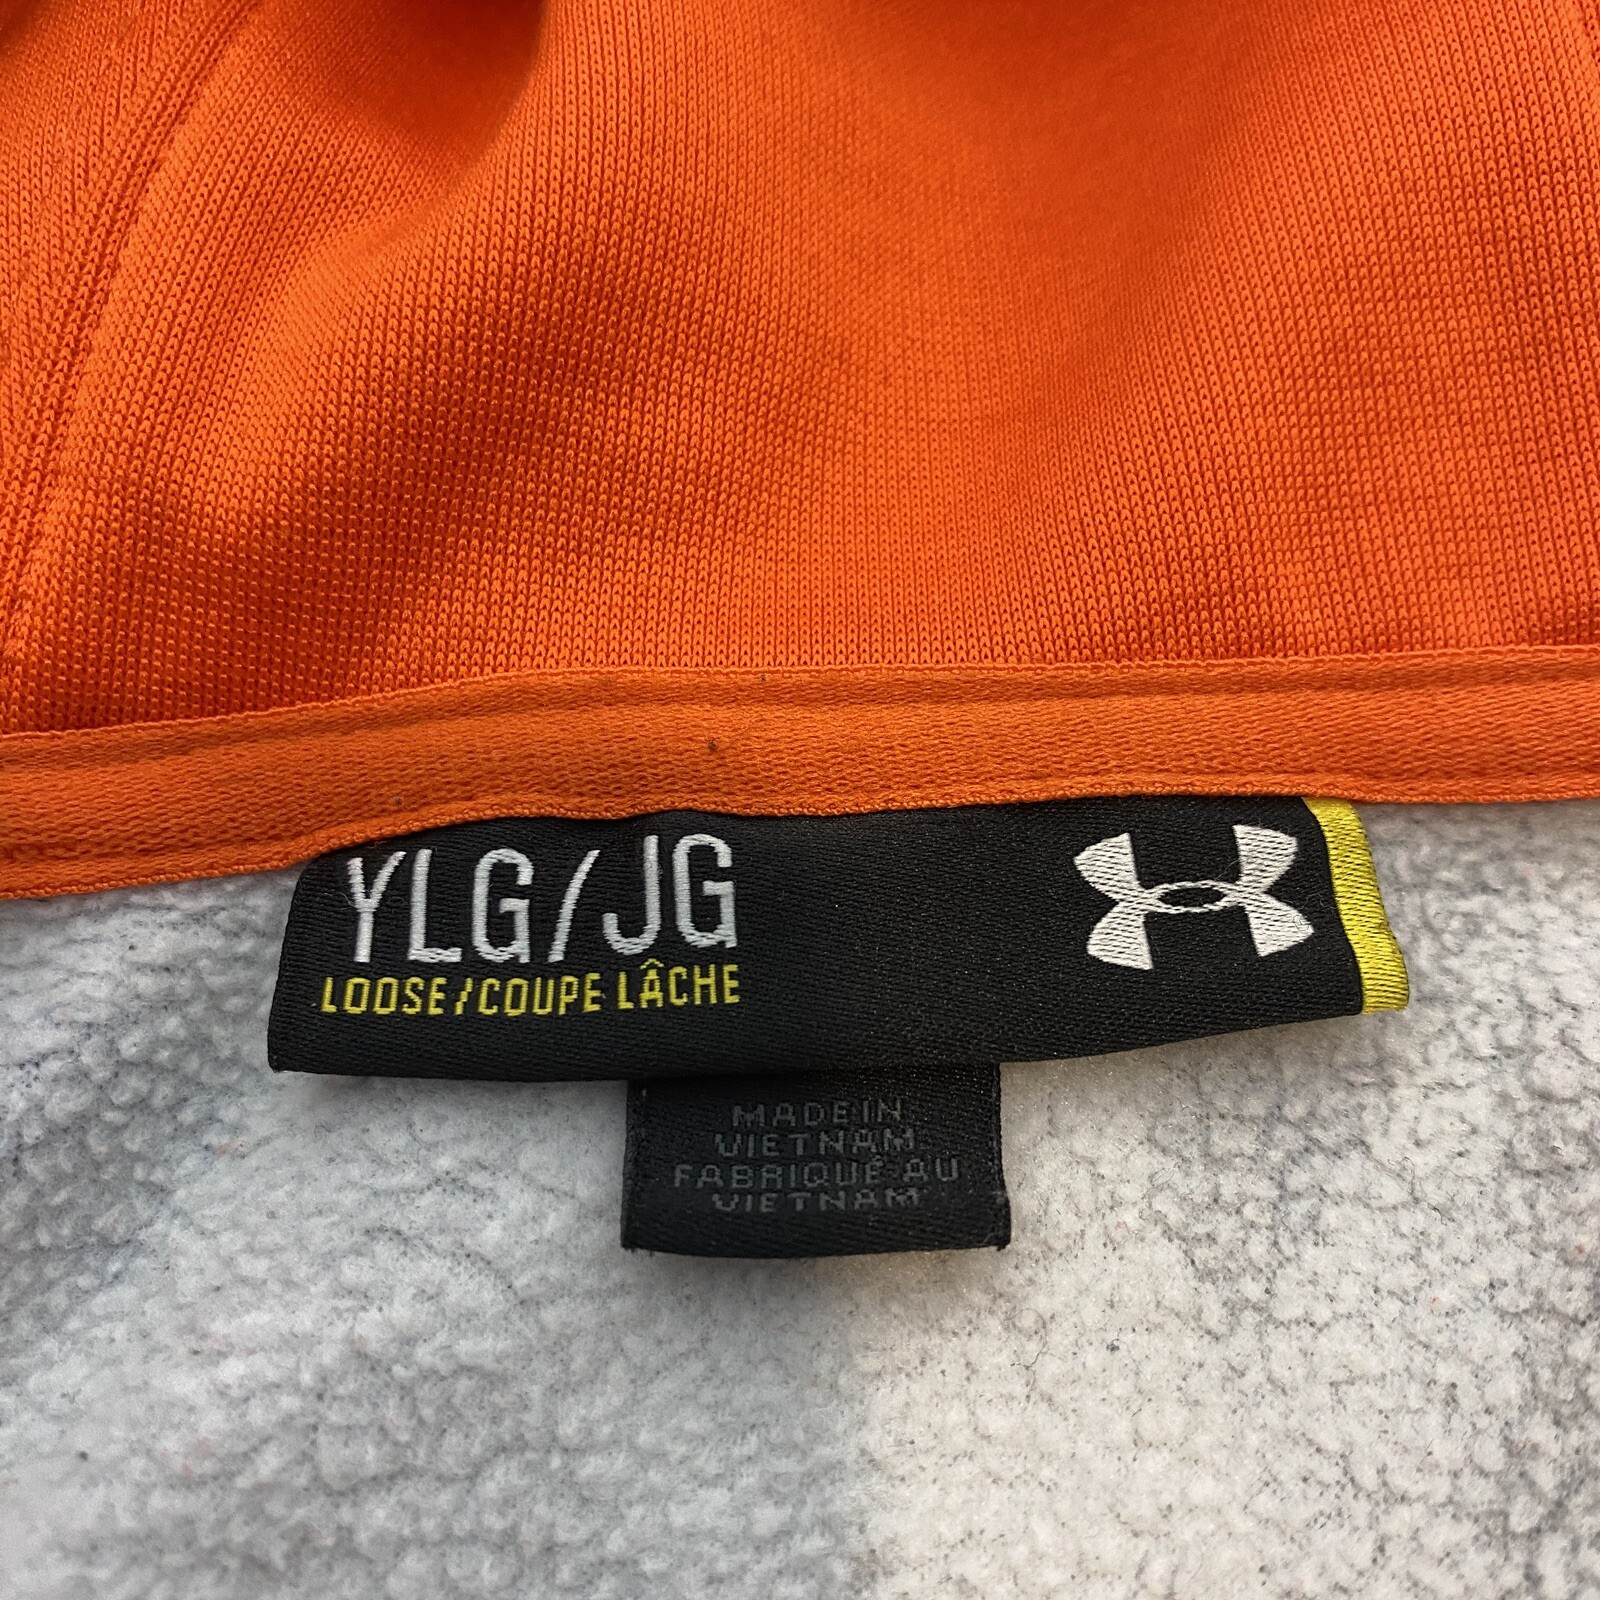 YLG/JG
LOOSE/COUPE LÂCHE
MADE IN
VIETNAM
FABRIQUÉ AU
VIETNAM